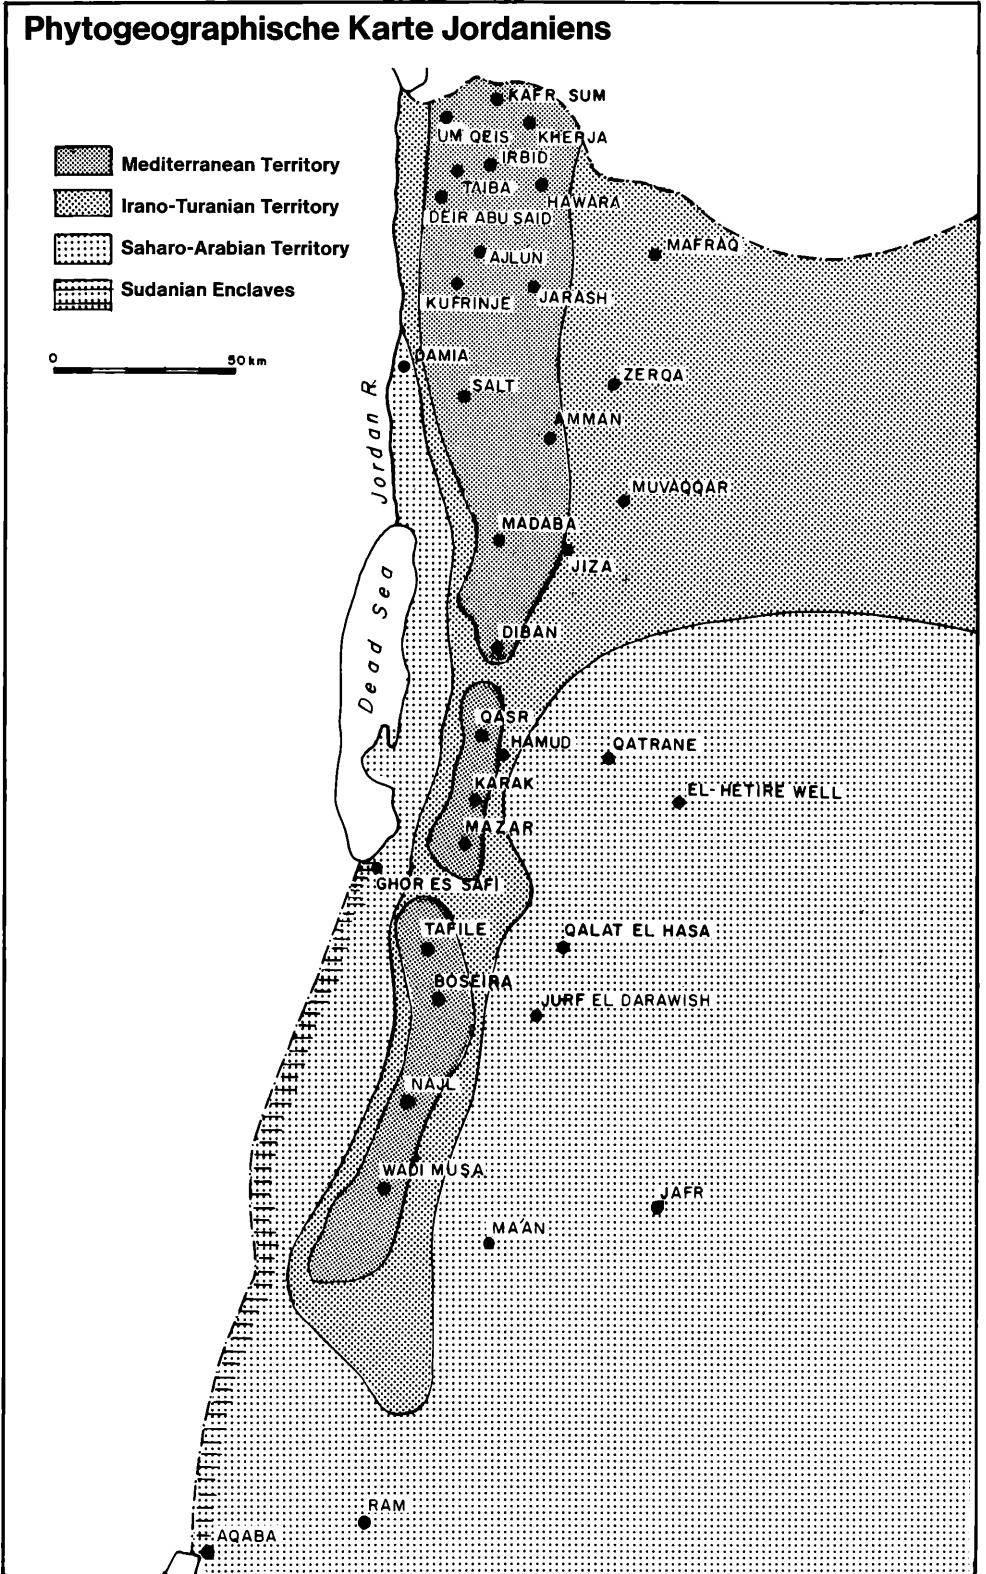 Phytogeographische Karte Jordaniens
Mediterranean Territory
Irano-Turanian Territory
Saharo-Arabian Territory
Sudanian Enclaves
0 50 km
KAFR SUM
UM QEIS
KHERJA
IRBID
TAIBA
HAWARA
DEIR ABU SAID
MAFRAQ
AJLUN
KUFRINJE
JARASH
DAMIA
ZERQA
SALT
Jordan R.
AMMAN
MUVAQQAR
MADABA
JIZA
Dead Sea
DIBAN
QASR
HAMUD
QATRANE
KARAK
EL-HETIRE WELL
MAZAR
GHOR ES SAFI
TAFILE
QALAT EL HASA
BOSEIRA
JURF EL DARAWISH
NAJL
WADI MUSA
JAFR
MA'AN
RAM
AQABA